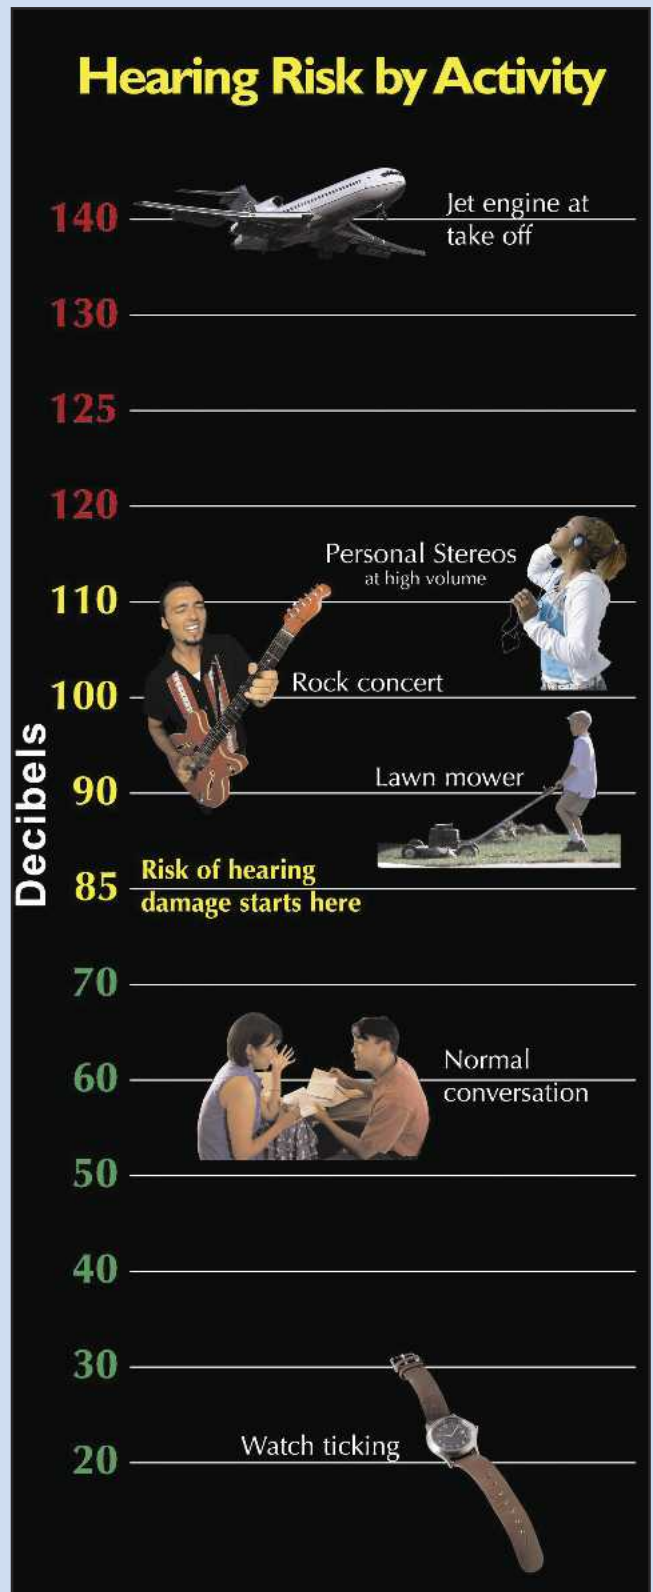 Hearing Risk by Activity
140
Jet engine at
take off
130
125
120
Personal Stereos
at high volume
110
Rock concert
100
Decibels
Lawn mower
90
Risk of hearing
85
damage starts here
70
Normal
60
conversation
50
40
30
Watch ticking
20